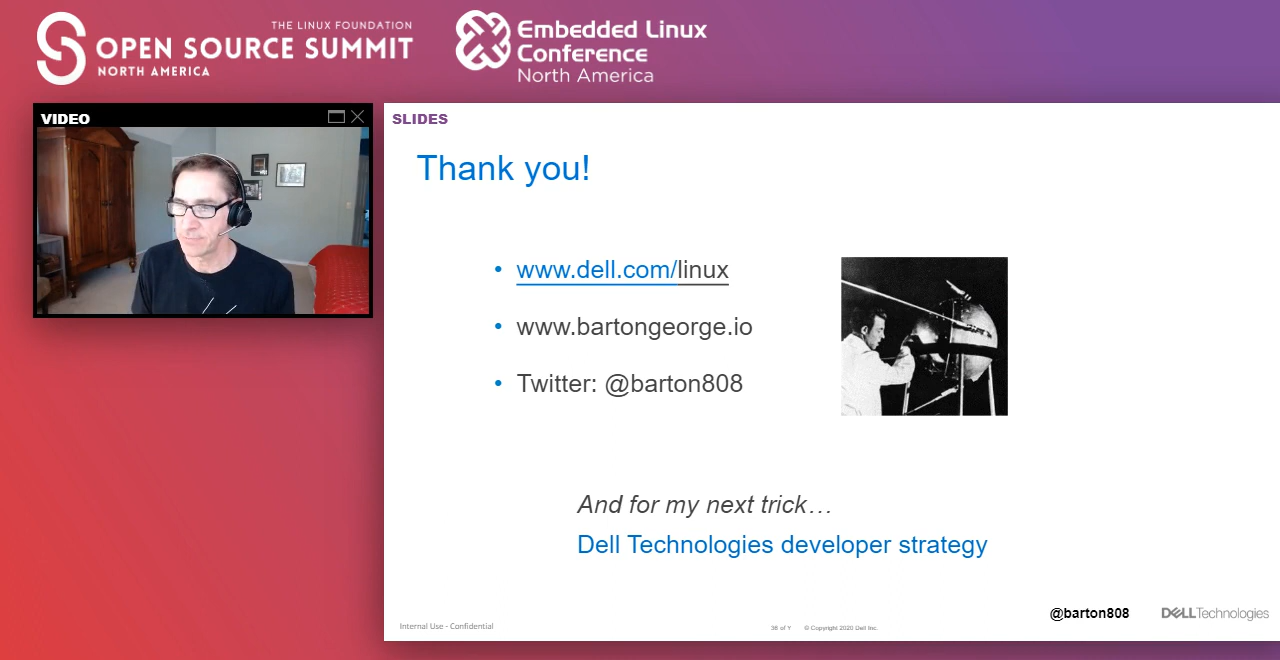 THE LINUX FOUNDATION
OPEN SOURCE SUMMIT
NORTH AMERICA
Embedded Linux
Conference
North America
VIDEO
SLIDES
Thank you!
• www.dell.com/linux
• www.bartongeorge.io
• Twitter: @barton808
And for my next trick…
Dell Technologies developer strategy
@barton808
DELLTechnologies
Internal Use - Confidential
38 of Y © Copyright 2020 Dell Inc.